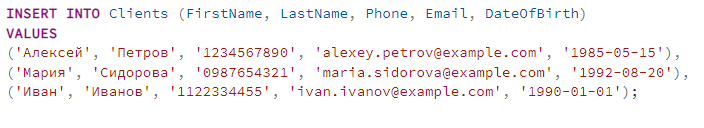 INSERT INTO Clients (FirstName, LastName, Phone, Email, DateOfBirth)
VALUES
('Алексей', 'Петров', '1234567890', 'alexey.petrov@example.com', '1985-05-15'),
('Мария', 'Сидорова', '0987654321', 'maria.sidorova@example.com', '1992-08-20'),
('Иван', 'Иванов', '1122334455', 'ivan.ivanov@example.com', '1990-01-01');